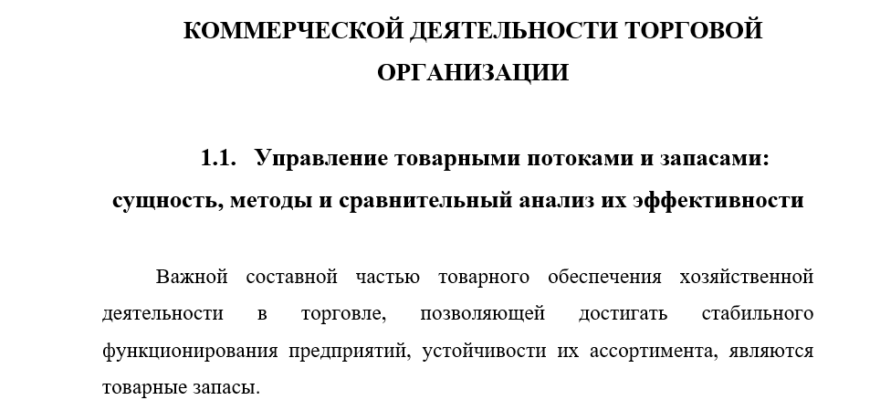 КОММЕРЧЕСКОЙ ДЕЯТЕЛЬНОСТИ ТОРГОВОЙ
ОРГАНИЗАЦИИ
1.1. Управление товарными потоками и запасами:
сущность, методы и сравнительный анализ их эффективности
Важной составной частью товарного обеспечения хозяйственной
деятельности в торговле, позволяющей достигать стабильного
функционирования предприятий, устойчивости их ассортимента, являются
товарные запасы.